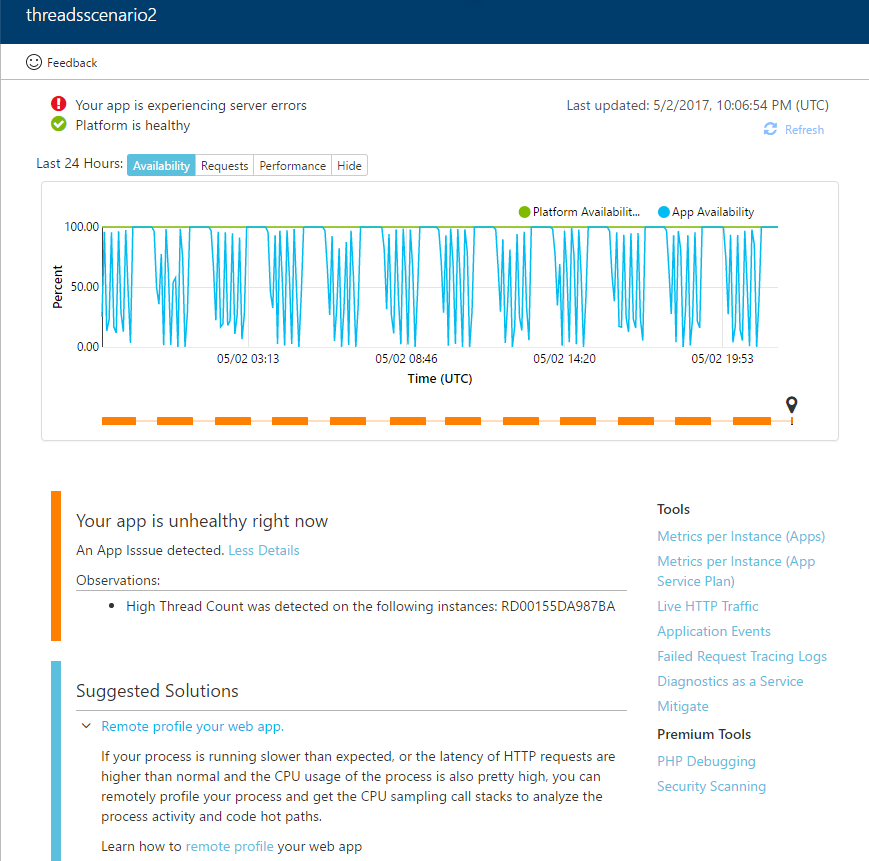 threadsscenario2
Feedback
Your app is experiencing server errors
Last updated: 5/2/2017, 10:06:54 PM (UTC)
Platform is healthy
Refresh
Last 24 Hours: Availability Requests Performance Hide
Platform Availabilit... App Availability
100.00
50.00
0.00
Percent
05/02 03:13 05/02 08:46 05/02 14:20 05/02 19:53
Time (UTC)
Your app is unhealthy right now
An App Isssue detected. Less Details
Observations:
High Thread Count was detected on the following instances: RD00155DA987BA
Suggested Solutions
Remote profile your web app.
If your process is running slower than expected, or the latency of HTTP requests are
higher than normal and the CPU usage of the process is also pretty high, you can
remotely profile your process and get the CPU sampling call stacks to analyze the
process activity and code hot paths.
Learn how to remote profile your web app
Tools
Metrics per Instance (Apps)
Metrics per Instance (App
Service Plan)
Live HTTP Traffic
Application Events
Failed Request Tracing Logs
Diagnostics as a Service
Mitigate
Premium Tools
PHP Debugging
Security Scanning